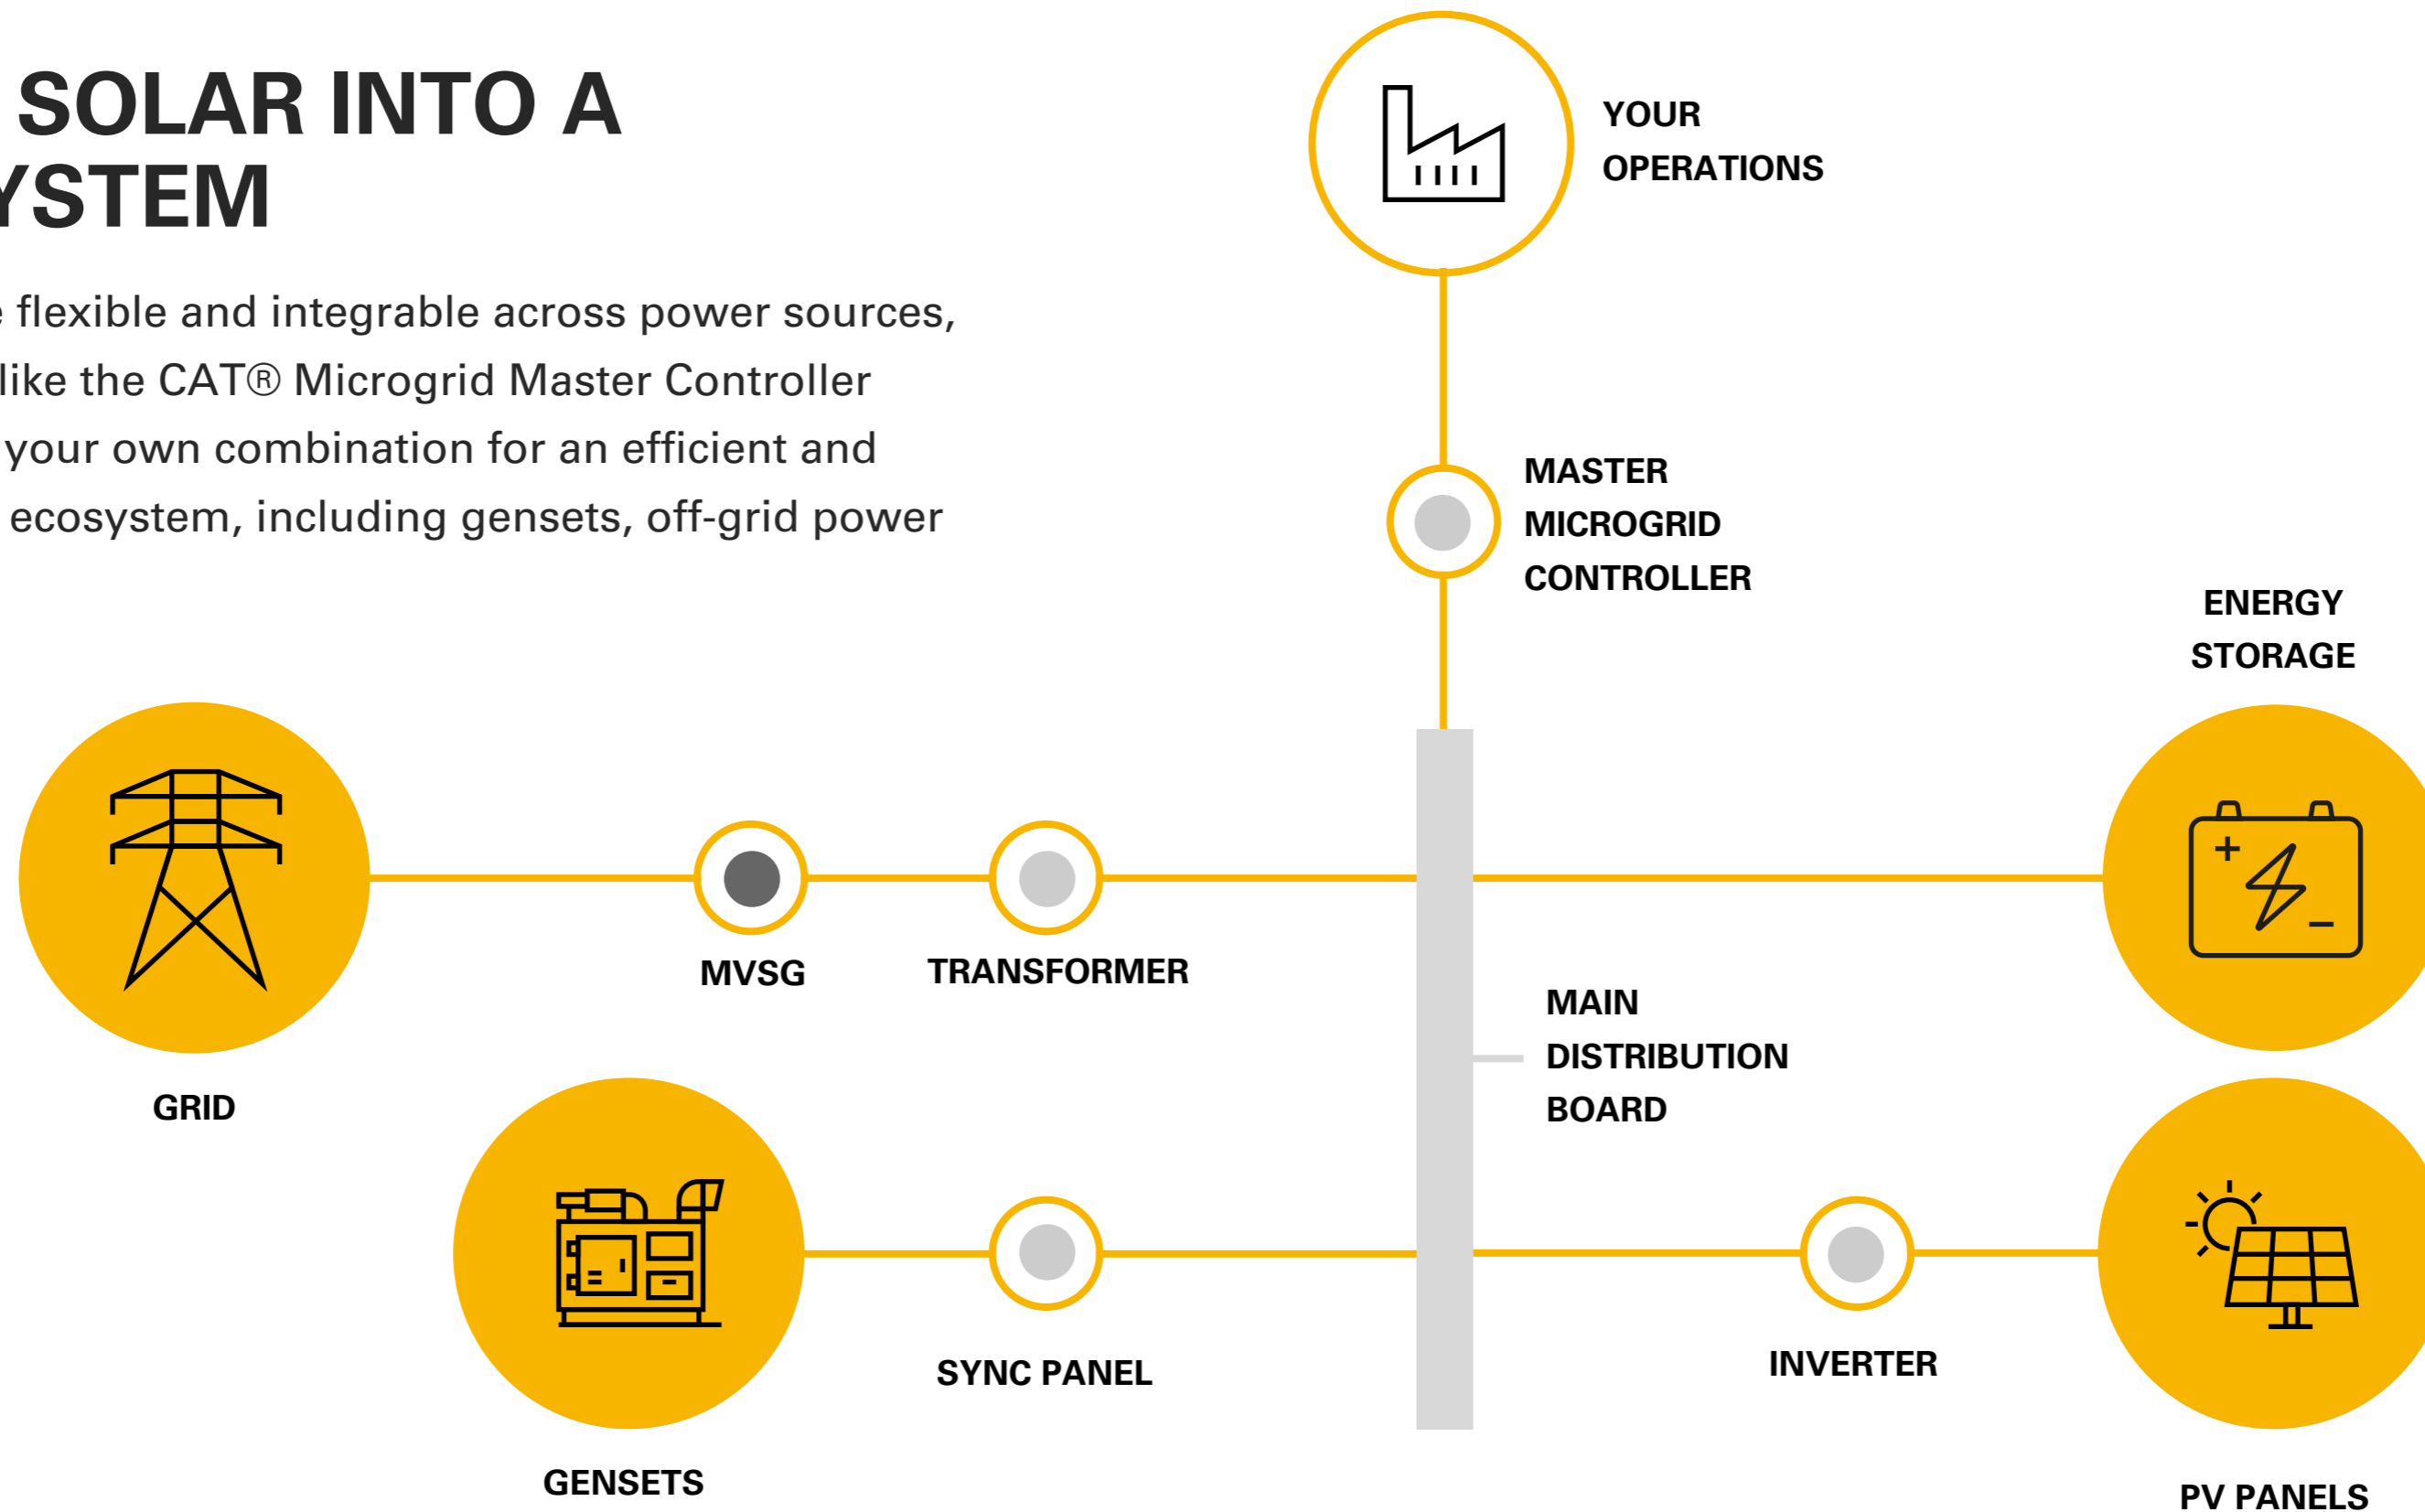 SOLAR INTO A
YSTEM
e flexible and integrable across power sources,
like the CAT® Microgrid Master Controller
your own combination for an efficient and
ecosystem, including gensets, off-grid power
YOUR
OPERATIONS
MASTER
MICROGRID
CONTROLLER
ENERGY
STORAGE
MVSG
TRANSFORMER
MAIN
DISTRIBUTION
BOARD
GRID
SYNC PANEL
INVERTER
GENSETS
PV PANELS